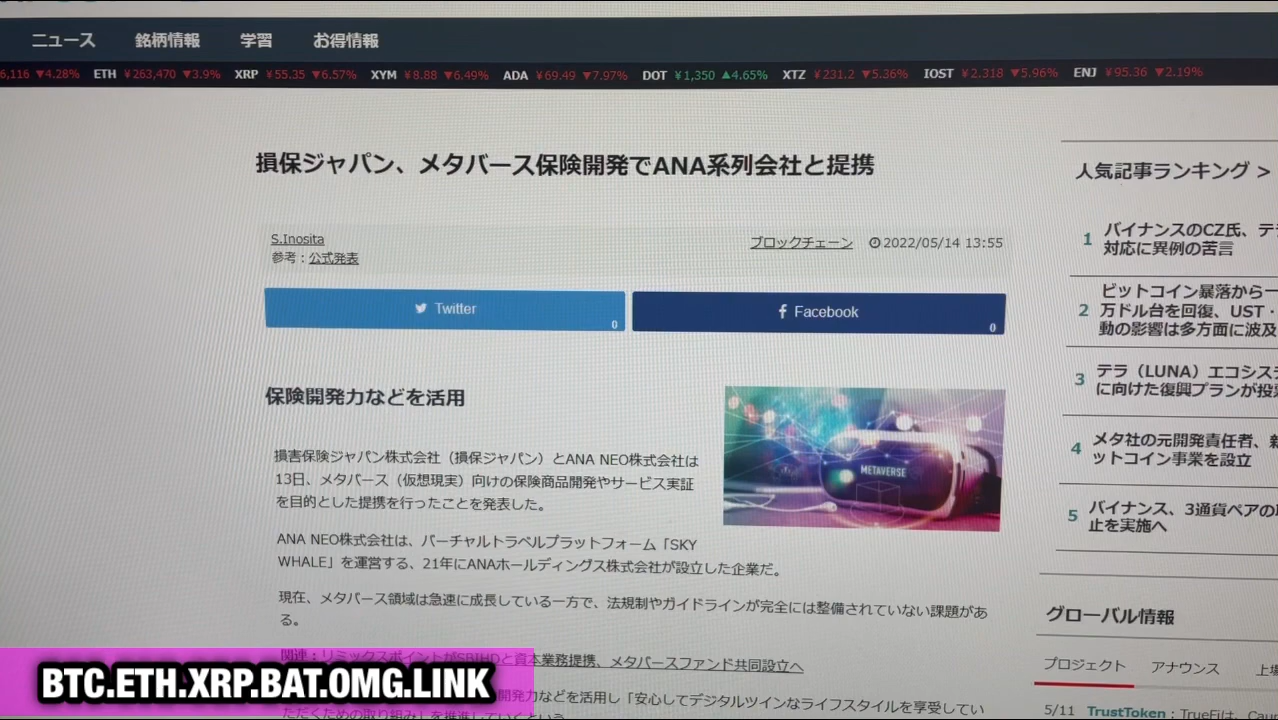 ニュース 銘柄情報 学習 お得情報
6,116 ▼4.28% ETH ¥263,470 ▼3.9% XRP ¥55.35 ▼6.57% XYM ¥8.88 ▼6.49% ADA ¥69.49 ▼7.97% DOT ¥1,350 ▲4.65% XTZ ¥231.2 ▼5.36% IOST ¥2.318 ▼5.96% ENJ ¥95.36 ▼2.19%
損保ジャパン、メタバース保険開発でANA系列会社と提携
S.Inosita
参考：公式発表
ブロックチェーン 2022/05/14 13:55
Twitter
0
Facebook
0
保険開発力などを活用
METAVERSE
損害保険ジャパン株式会社（損保ジャパン）とANA NEO株式会社は
13日、メタバース（仮想現実）向けの保険商品開発やサービス実証
を目的とした提携を行ったことを発表した。
ANA NEO株式会社は、バーチャルトラベルプラットフォーム「SKY
WHALE」を運営する、21年にANAホールディングス株式会社が設立した企業だ。
現在、メタバース領域は急速に成長している一方で、法規制やガイドラインが完全には整備されていない課題があ
る。
関連：リミックスポイントがSBIHDと資本業務提携、メタバースファンド共同設立へ
開発力などを活用し「安心してデジタルツインなライフスタイルを享受してい
ただくための取り組み」を推進していくという
人気記事ランキング >
1 バイナンスのCZ氏、テラ
対応に異例の苦言
2 ビットコイン暴落から一
万ドル台を回復、UST・
動の影響は多方面に波及
3 テラ（LUNA）エコシス
に向けた復興プランが投
4 メタ社の元開発責任者、
ットコイン事業を設立
5 バイナンス、3通貨ペアの
止を実施へ
グローバル情報
プロジェクト アナウンス 上場
5/11 TrustToken：TrueFiは、Cau
BTC.ETH.XRP.BAT.OMG.LINK